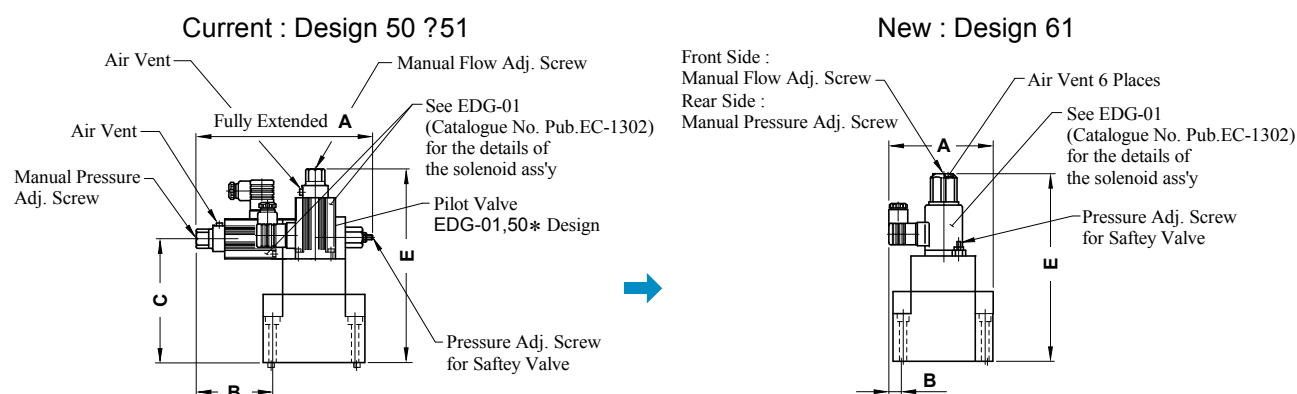 Current : Design 50 ?51
Air Vent
Manual Flow Adj. Screw
Fully Extended A
See EDG-01
(Catalogue No. Pub.EC-1302)
for the details of
the solenoid ass'y
Air Vent
Manual Pressure
Adj. Screw
Pilot Valve
EDG-01,50* Design
E
C
Pressure Adj. Screw
for Saftey Valve
B
New : Design 61
Front Side :
Manual Flow Adj. Screw
Rear Side :
Manual Pressure Adj. Screw
Air Vent 6 Places
See EDG-01
(Catalogue No. Pub.EC-1302)
for the details of
the solenoid ass'y
A
Pressure Adj. Screw
for Saftey Valve
E
B